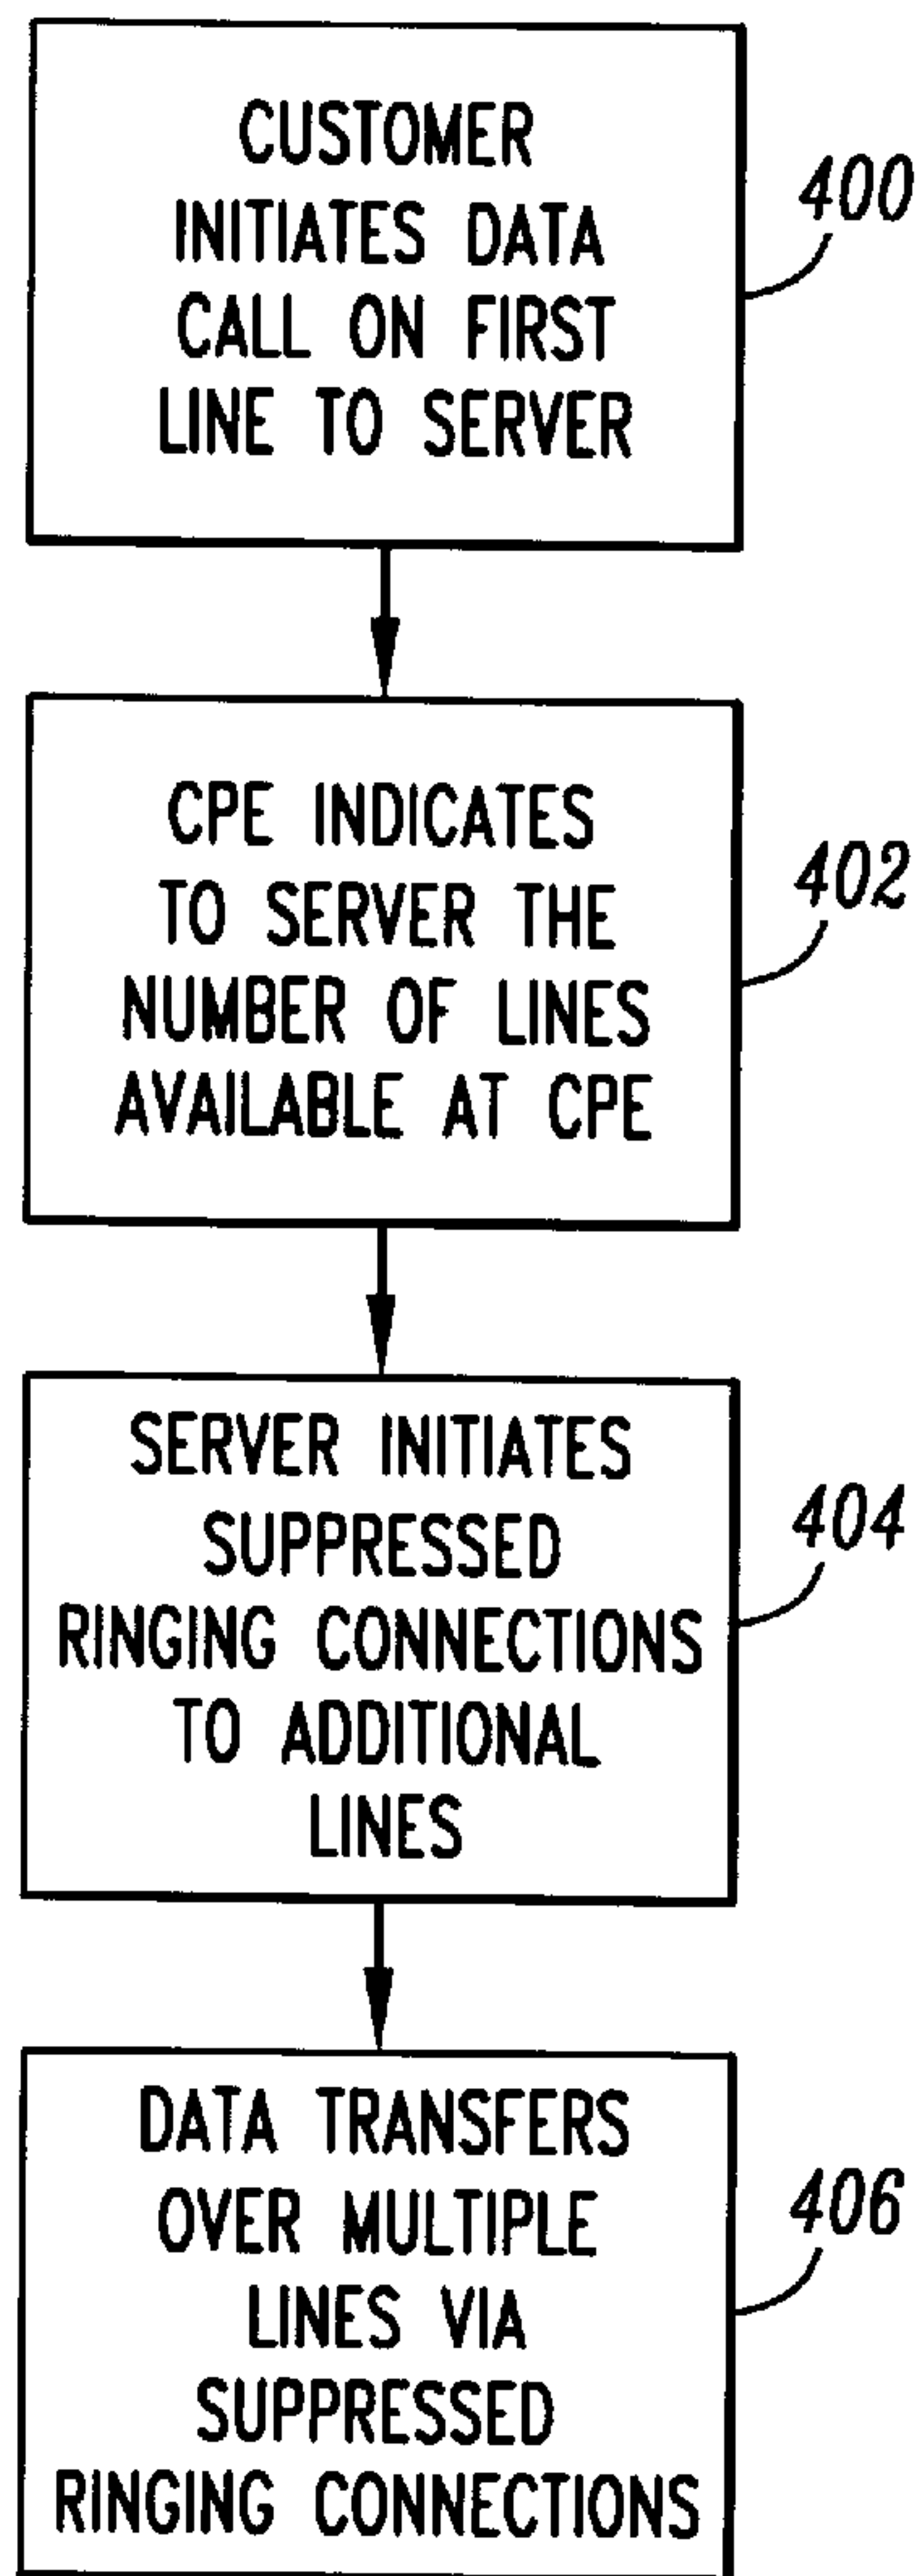 CUSTOMER
INITIATES DATA
CALL ON FIRST
LINE TO SERVER
400
CPE INDICATES
TO SERVER THE
NUMBER OF LINES
AVAILABLE AT CPE
402
SERVER INITIATES
SUPPRESSED
RINGING CONNECTIONS
TO ADDITIONAL
LINES
404
DATA TRANSFERS
OVER MULTIPLE
LINES VIA
SUPPRESSED
RINGING CONNECTIONS
406